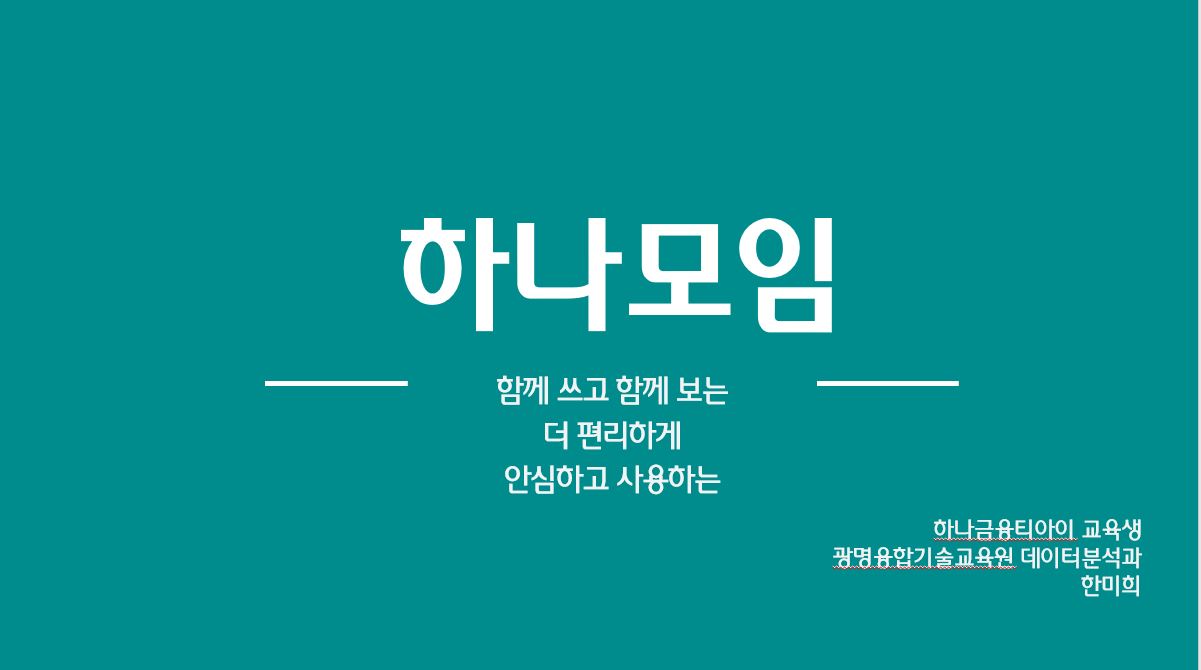 하나모임
함께 쓰고 함께 보는
더 편리하게
안심하고 사용하는
하나금융티아이 교육생
광명융합기술교육원 데이터분석과
한미희